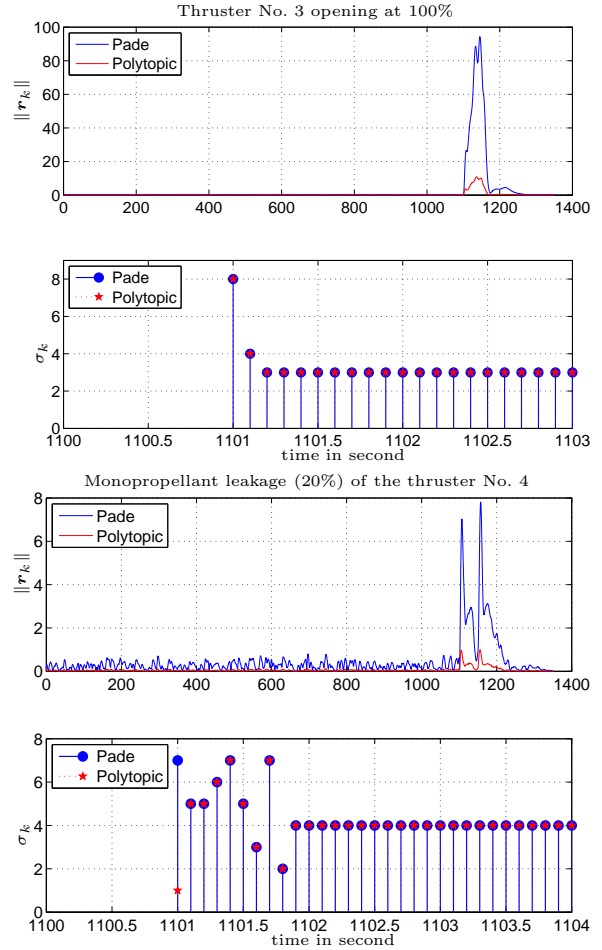 Thruster No. 3 opening at 100%
100
80
60
40
20
0
‖ r_k ‖
Pade
Polytopic
0 200 400 600 800 1000 1200 1400
8
6
4
2
0
σ_k
Pade
Polytopic
1100 1100.5 1101 1101.5 1102 1102.5 1103
time in second
Monopropellant leakage (20%) of the thruster No. 4
8
6
4
2
0
‖ r_k ‖
Pade
Polytopic
0 200 400 600 800 1000 1200 1400
8
6
4
2
0
σ_k
Pade
Polytopic
1100 1100.5 1101 1101.5 1102 1102.5 1103 1103.5 1104
time in second